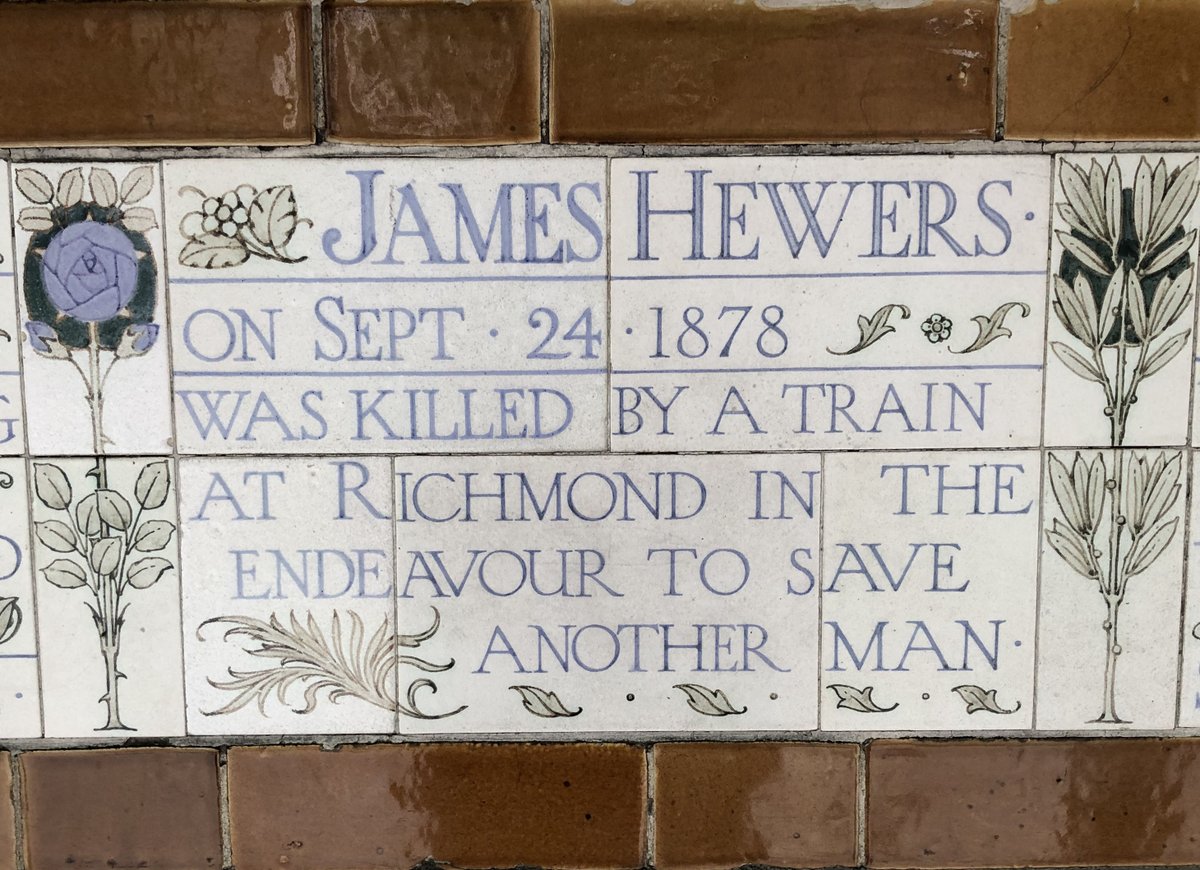 JAMES HEWERS·
ON SEPT · 24 · 1878
WAS KILLED BY A TRAIN
AT RICHMOND IN THE
ENDEAVOUR TO SAVE
ANOTHER MAN·